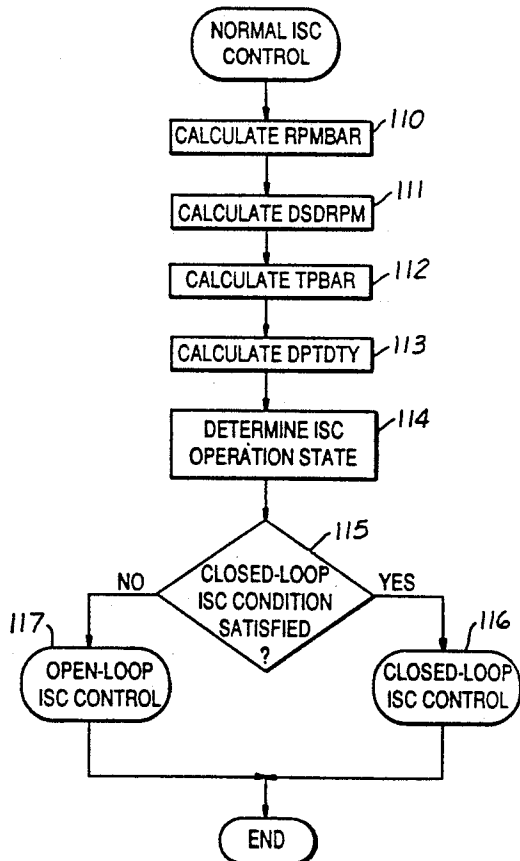 NORMAL ISC
CONTROL
110
CALCULATE RPMBAR
111
CALCULATE DSDRPM
112
CALCULATE TPBAR
113
CALCULATE DPTDTY
114
DETERMINE ISC
OPERATION STATE
115
NO
CLOSED-LOOP
ISC CONDITION
SATISFIED
?
YES
117
OPEN-LOOP
ISC CONTROL
116
CLOSED-LOOP
ISC CONTROL
END